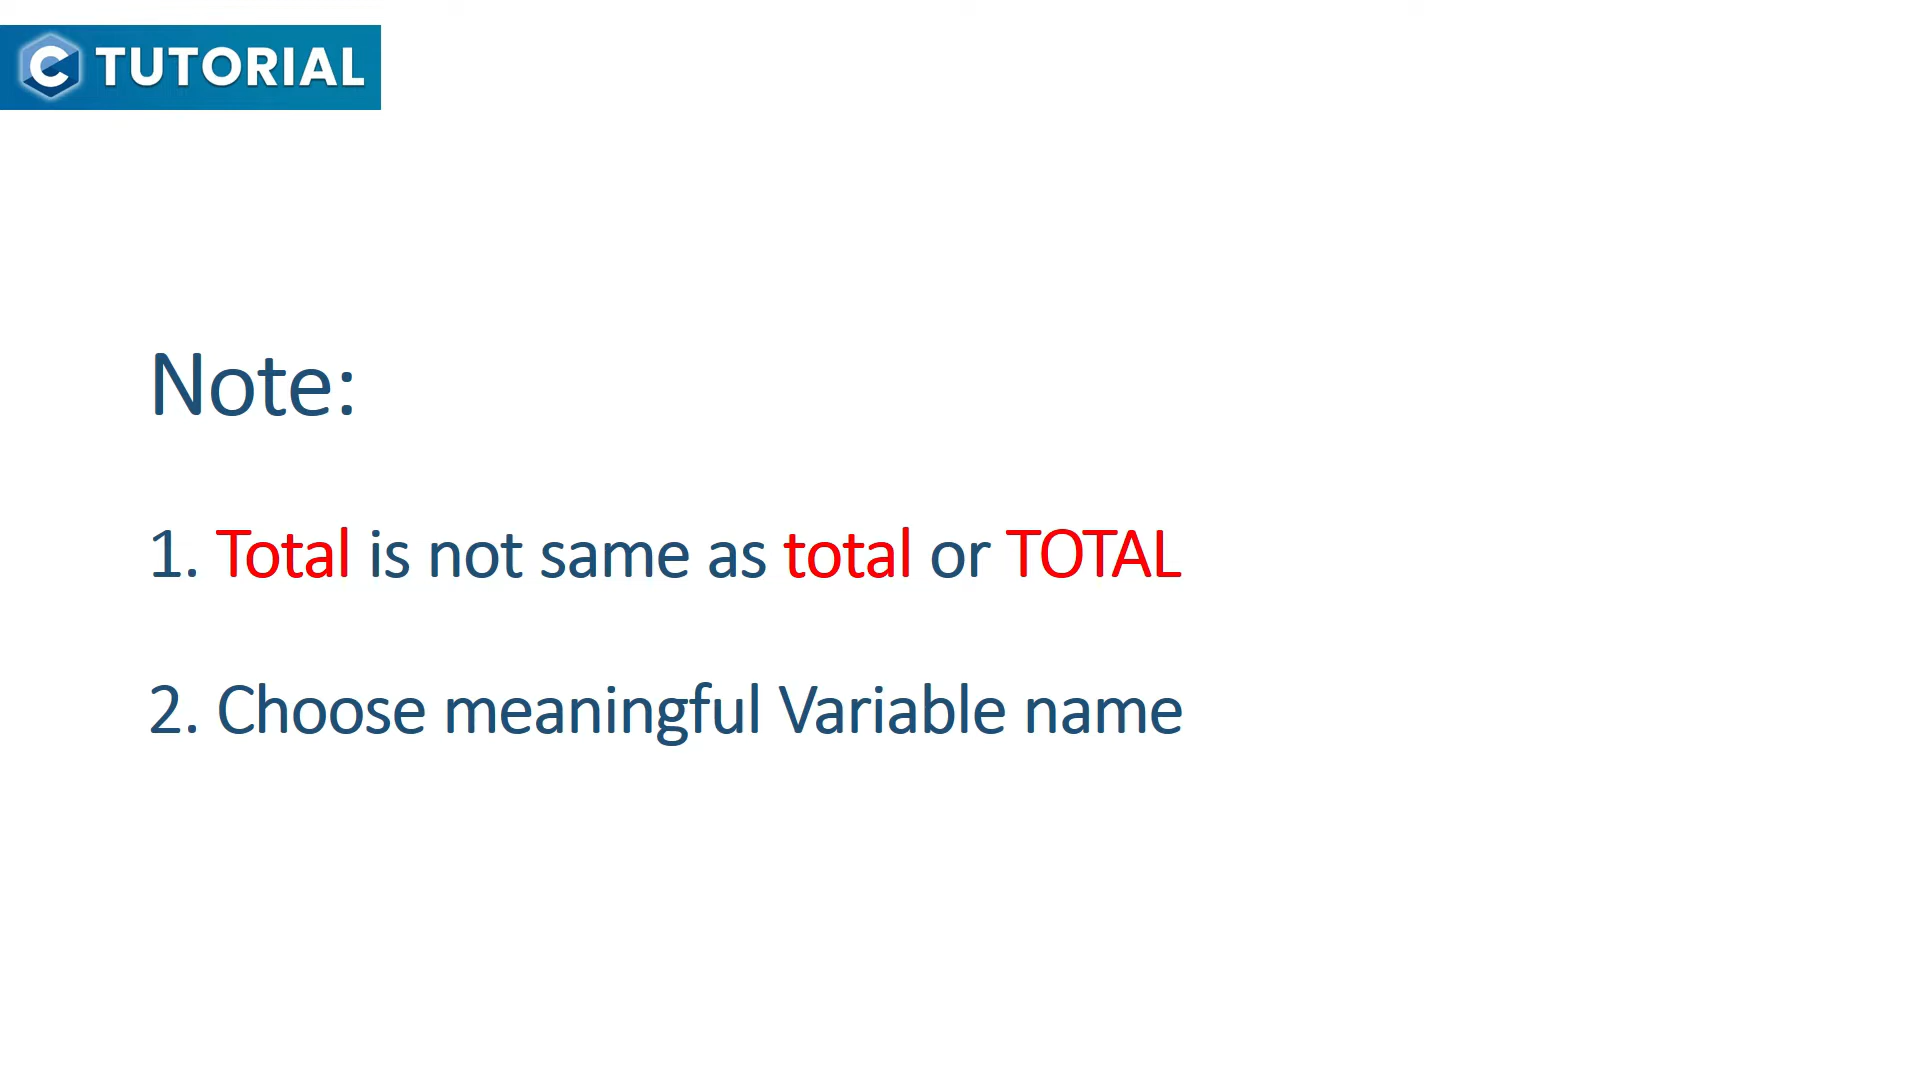 C TUTORIAL
Note:
1. Total is not same as total or TOTAL
2. Choose meaningful Variable name